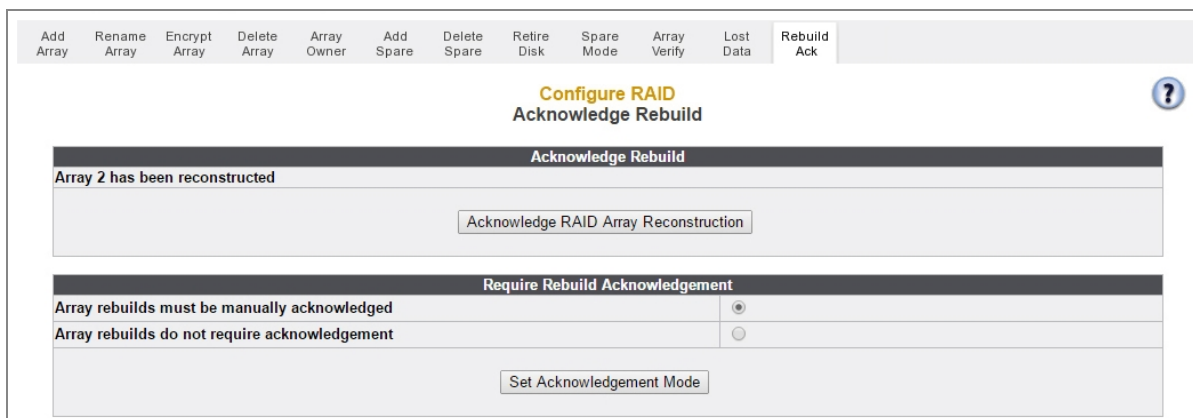 Add Array
Rename Array
Encrypt Array
Delete Array
Array Owner
Add Spare
Delete Spare
Retire Disk
Spare Mode
Array Verify
Lost Data
Rebuild Ack
Configure RAID
Acknowledge Rebuild
?
Acknowledge Rebuild
Array 2 has been reconstructed
Acknowledge RAID Array Reconstruction
Require Rebuild Acknowledgement
Array rebuilds must be manually acknowledged
Array rebuilds do not require acknowledgement
Set Acknowledgement Mode